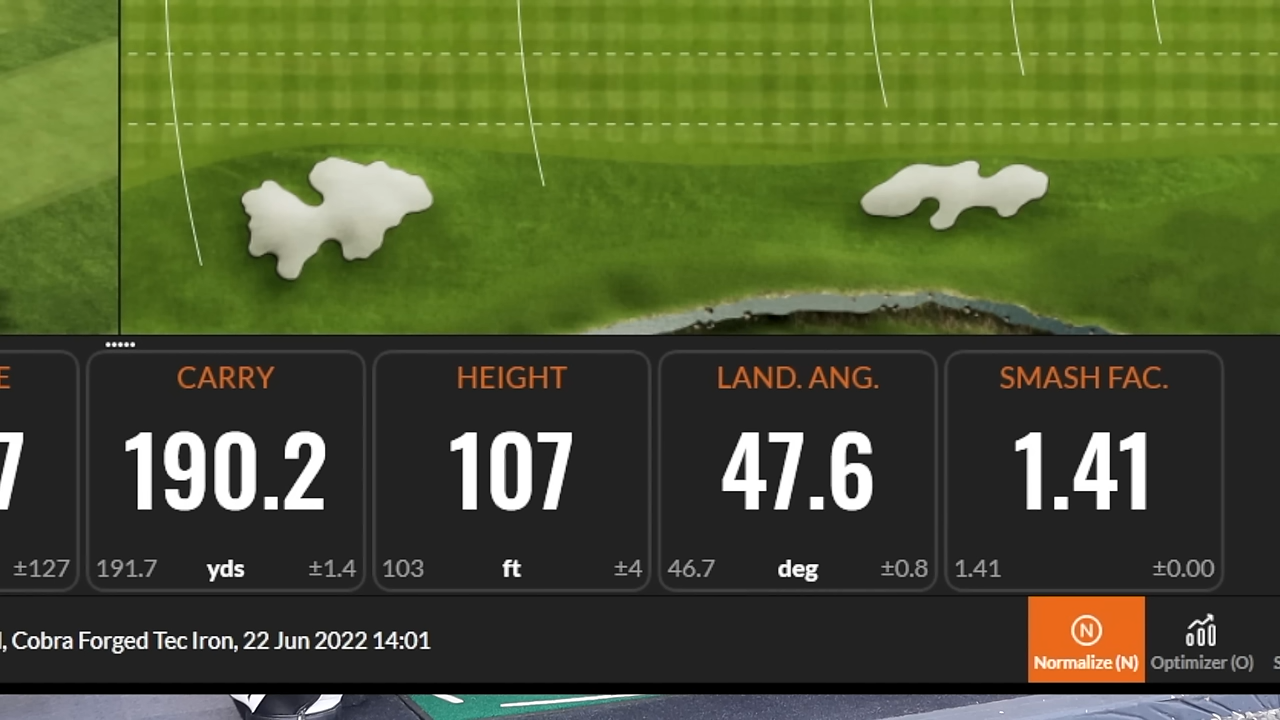 E
CARRY
HEIGHT
LAND. ANG.
SMASH FAC.
7
190.2
107
47.6
1.41
±127
191.7 yds ±1.4
103 ft ±4
46.7 deg ±0.8
1.41 ±0.00
, Cobra Forged Tec Iron, 22 Jun 2022 14:01
N
Normalize (N)
Optimizer (O)
S